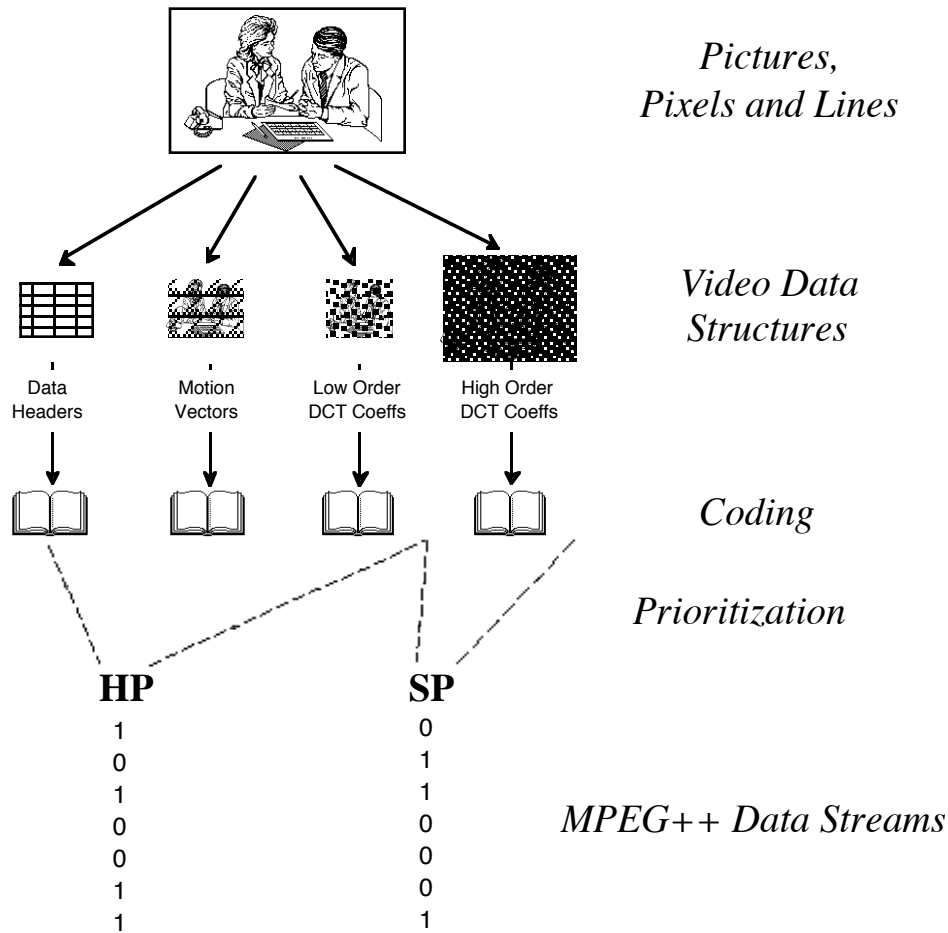 Pictures,
Pixels and Lines
Video Data
Structures
Data
Headers
Motion
Vectors
Low Order
DCT Coeffs
High Order
DCT Coeffs
Coding
Prioritization
HP
SP
1
0
1
0
0
1
1
0
1
1
0
0
0
1
MPEG++ Data Streams